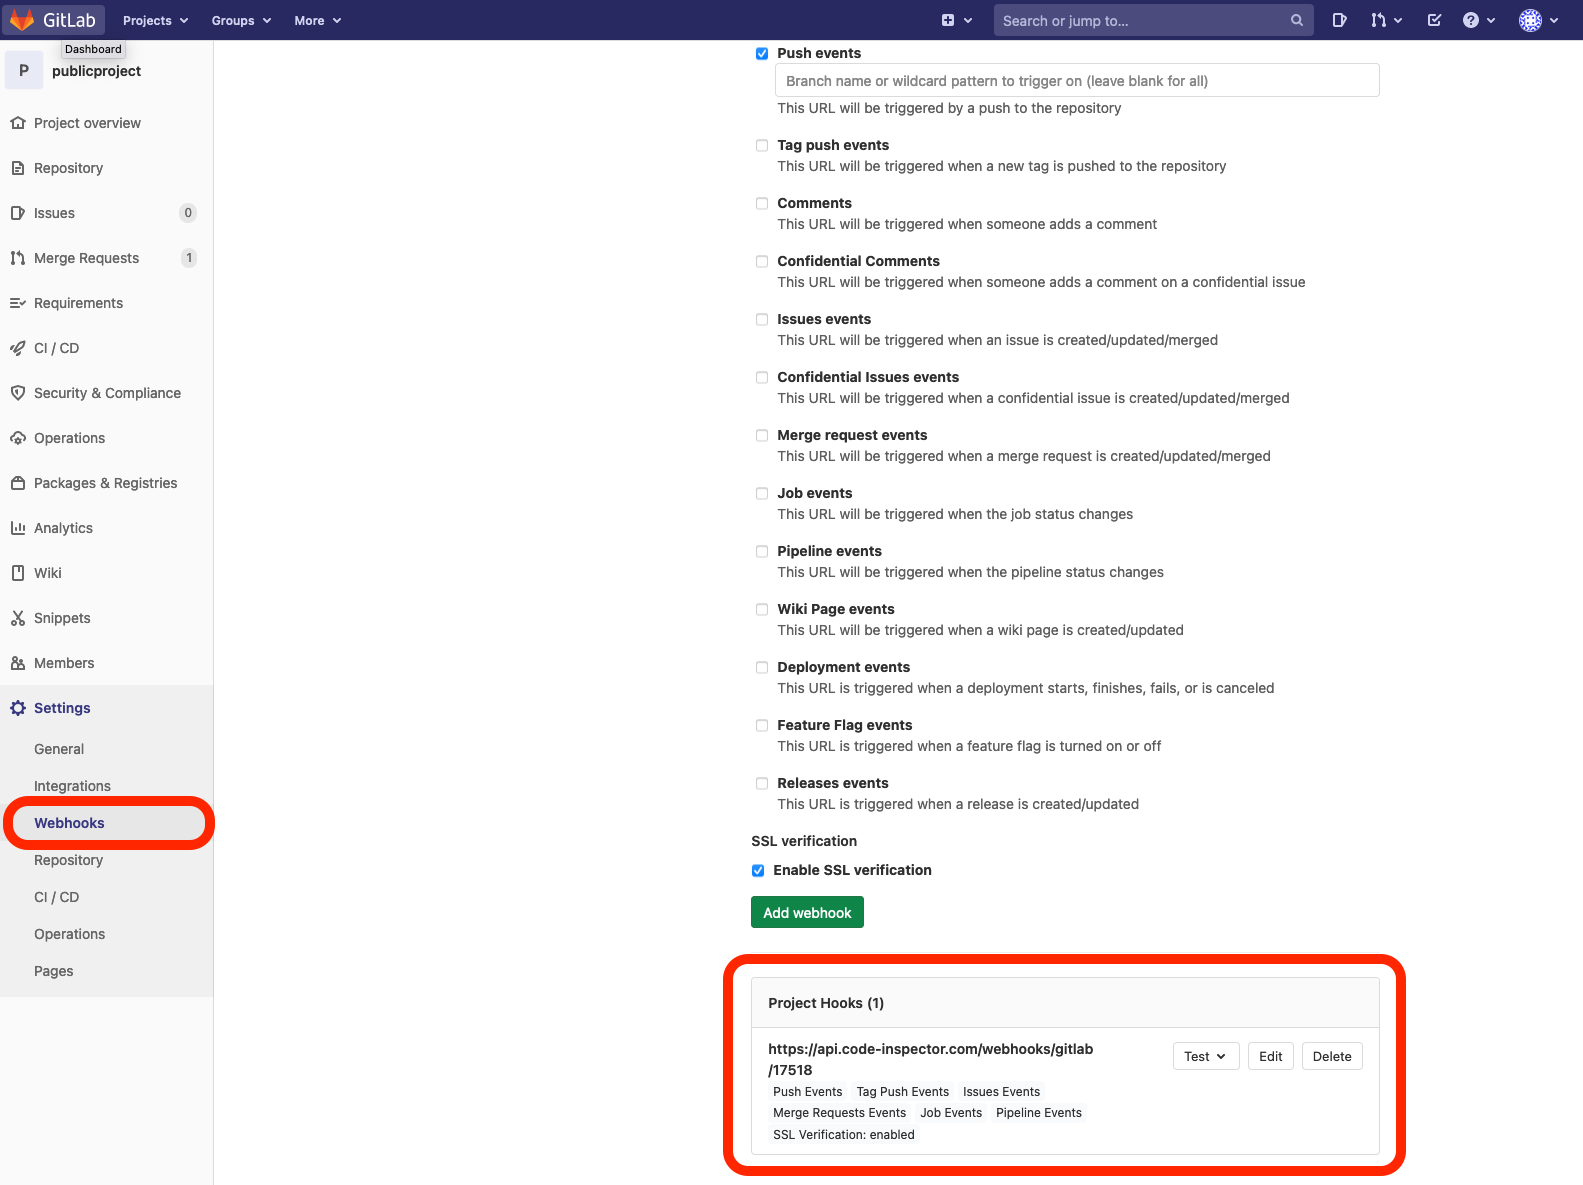 GitLab
Projects
Groups
More
Search or jump to...
Dashboard
P
publicproject
Project overview
Repository
Issues 0
Merge Requests 1
Requirements
CI / CD
Security & Compliance
Operations
Packages & Registries
Analytics
Wiki
Snippets
Members
Settings
General
Integrations
Webhooks
Repository
CI / CD
Operations
Pages
Push events
Branch name or wildcard pattern to trigger on (leave blank for all)
This URL will be triggered by a push to the repository
Tag push events
This URL will be triggered when a new tag is pushed to the repository
Comments
This URL will be triggered when someone adds a comment
Confidential Comments
This URL will be triggered when someone adds a comment on a confidential issue
Issues events
This URL will be triggered when an issue is created/updated/merged
Confidential Issues events
This URL will be triggered when a confidential issue is created/updated/merged
Merge request events
This URL will be triggered when a merge request is created/updated/merged
Job events
This URL will be triggered when the job status changes
Pipeline events
This URL will be triggered when the pipeline status changes
Wiki Page events
This URL will be triggered when a wiki page is created/updated
Deployment events
This URL is triggered when a deployment starts, finishes, fails, or is canceled
Feature Flag events
This URL is triggered when a feature flag is turned on or off
Releases events
This URL is triggered when a release is created/updated
SSL verification
Enable SSL verification
Add webhook
Project Hooks (1)
https://api.code-inspector.com/webhooks/gitlab
/17518
Test
Edit
Delete
Push Events Tag Push Events Issues Events
Merge Requests Events Job Events Pipeline Events
SSL Verification: enabled